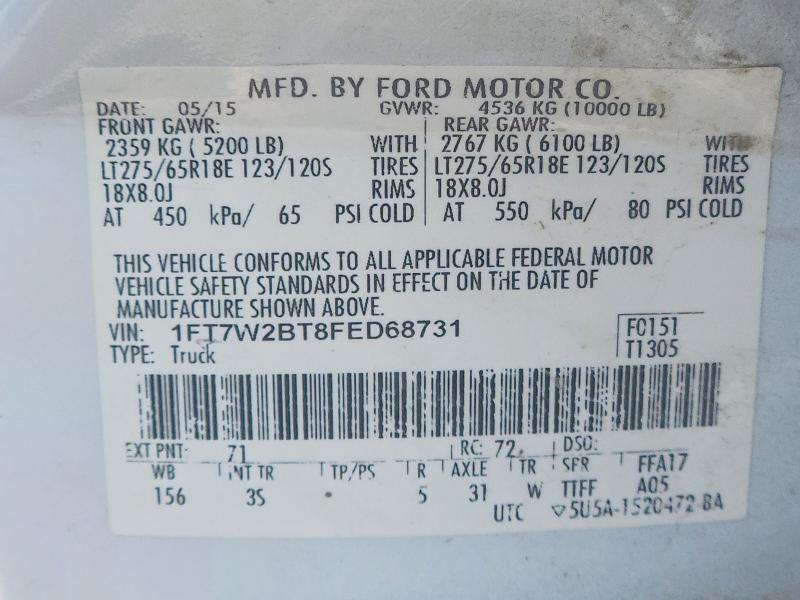 MFD. BY FORD MOTOR CO.
DATE: 05/15 GVWR: 4536 KG (10000 LB)
FRONT GAWR: REAR GAWR:
2359 KG ( 5200 LB) WITH 2767 KG ( 6100 LB) WITH
LT275/65R18E 123/120S TIRES LT275/65R18E 123/120S TIRES
18X8.0J RIMS 18X8.0J RIMS
AT 450 kPa/ 65 PSI COLD AT 550 kPa/ 80 PSI COLD
THIS VEHICLE CONFORMS TO ALL APPLICABLE FEDERAL MOTOR
VEHICLE SAFETY STANDARDS IN EFFECT ON THE DATE OF
MANUFACTURE SHOWN ABOVE.
VIN: 1FT7W2BT8FED68731 F0151
TYPE: Truck T1305
EXT PNT: 71 RC: 72 DSO:
WB INT TR TP/PS R AXLE TR SPR FFA17
156 3S 5 31 W TTFF A05
UTC ▽5U5A-1520472-BA